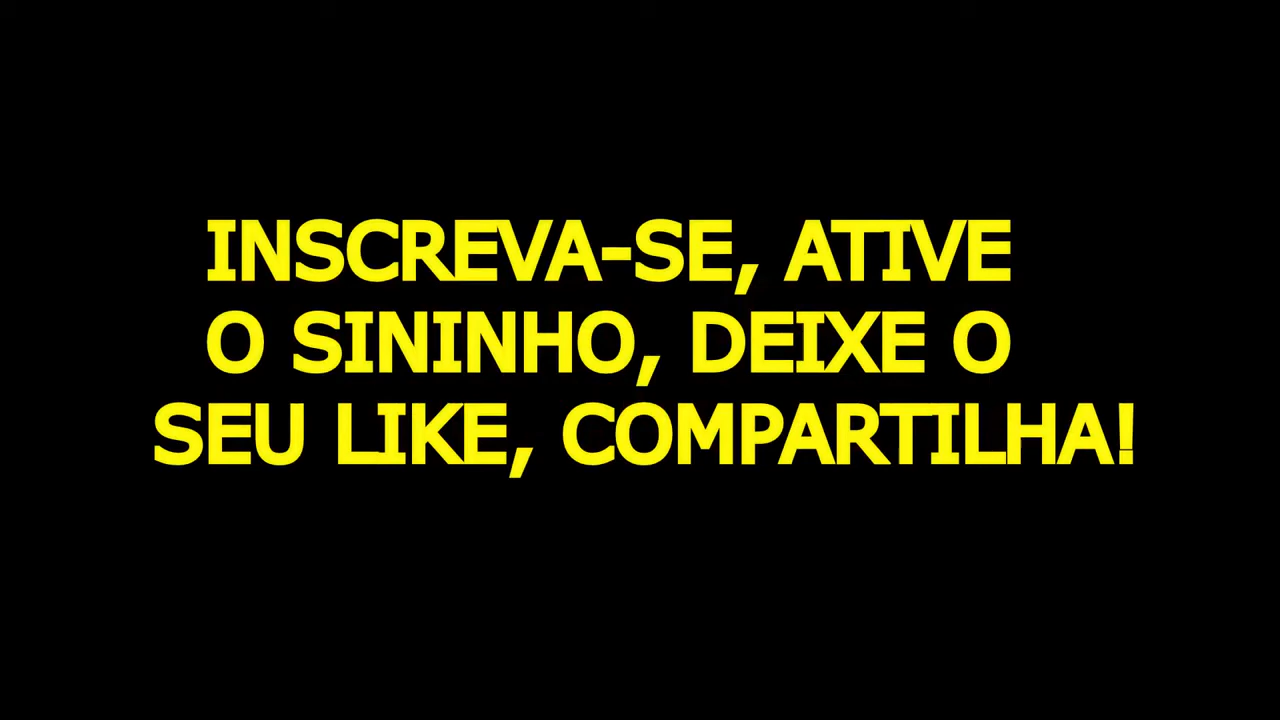 INSCREVA-SE, ATIVE
O SININHO, DEIXE O
SEU LIKE, COMPARTILHA!